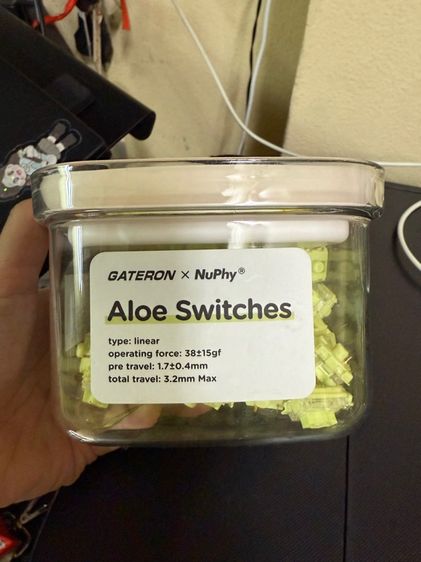 GATERON × NuPhy®
Aloe Switches
type: linear
operating force: 38±15gf
pre travel: 1.7±0.4mm
total travel: 3.2mm Max